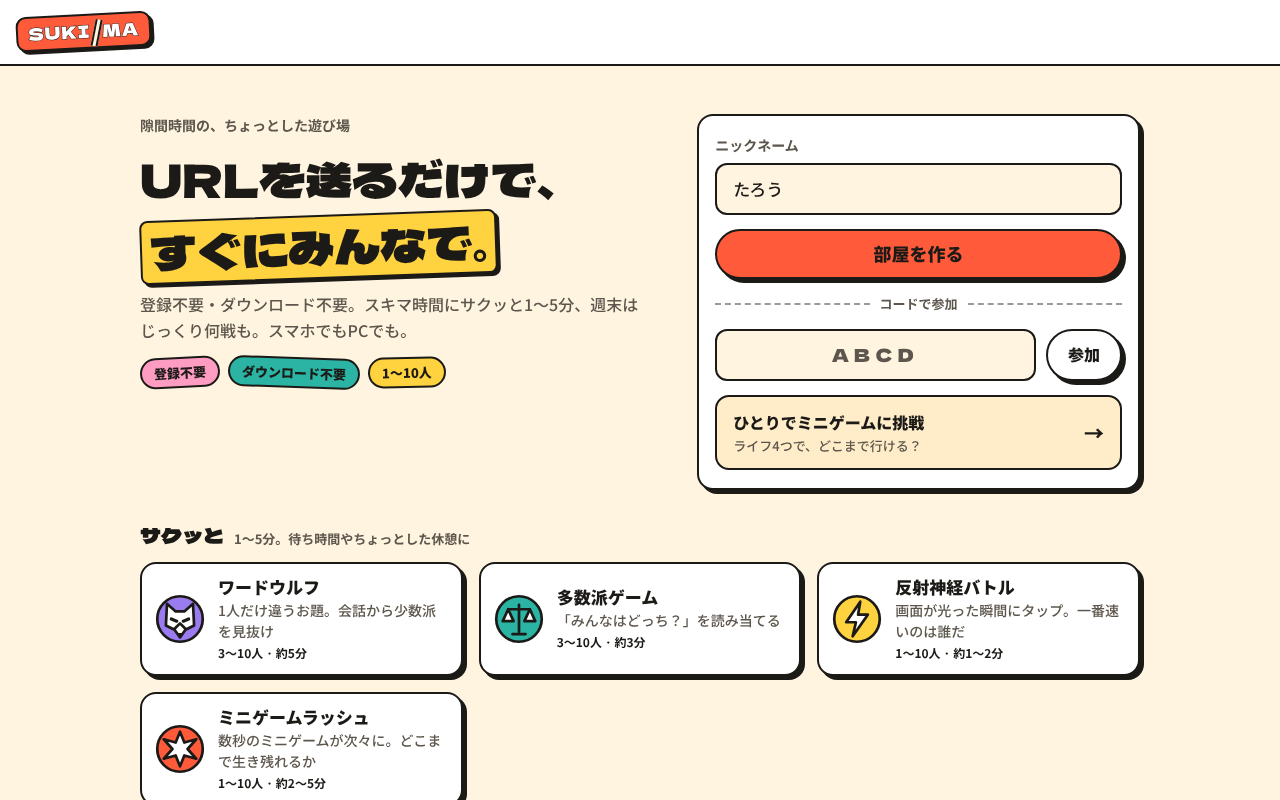 SUKI/MA
隙間時間の、ちょっとした遊び場
URLを送るだけで、
すぐにみんなで。
登録不要・ダウンロード不要。スキマ時間にサクッと1〜5分、週末は
じっくり何戦も。スマホでもPCでも。
登録不要
ダウンロード不要
1〜10人
ニックネーム
たろう
部屋を作る
コードで参加
ABCD
参加
ひとりでミニゲームに挑戦
ライフ4つで、どこまで行ける？
→
サクッと
1〜5分。待ち時間やちょっとした休憩に
ワードウルフ
1人だけ違うお題。会話から少数派
を見抜け
3〜10人・約5分
多数派ゲーム
「みんなはどっち？」を読み当てる
3〜10人・約3分
反射神経バトル
画面が光った瞬間にタップ。一番速
いのは誰だ
1〜10人・約1〜2分
ミニゲームラッシュ
数秒のミニゲームが次々に。どこま
で生き残れるか
1〜10人・約2〜5分